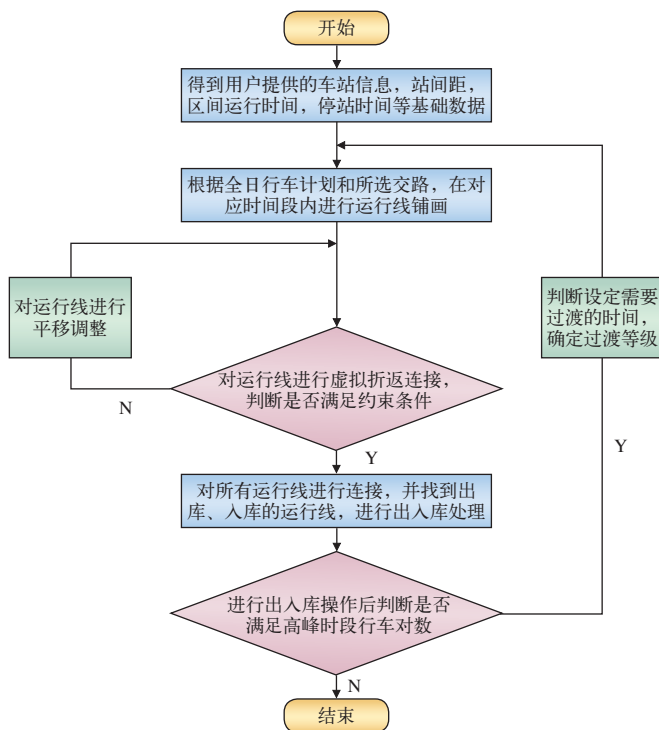 开始
得到用户提供的车站信息，站间距，
区间运行时间，停站时间等基础数据
根据全日行车计划和所选交路，在对
应时间段内进行运行线铺画
对运行线进行
平移调整
判断设定需要
过渡的时间，
确定过渡等级
对运行线进行虚拟折返连接，
判断是否满足约束条件
N
Y
Y
对所有运行线进行连接，并找到出
库、入库的运行线，进行出入库处理
进行出入库操作后判断是否
满足高峰时段行车对数
N
结束